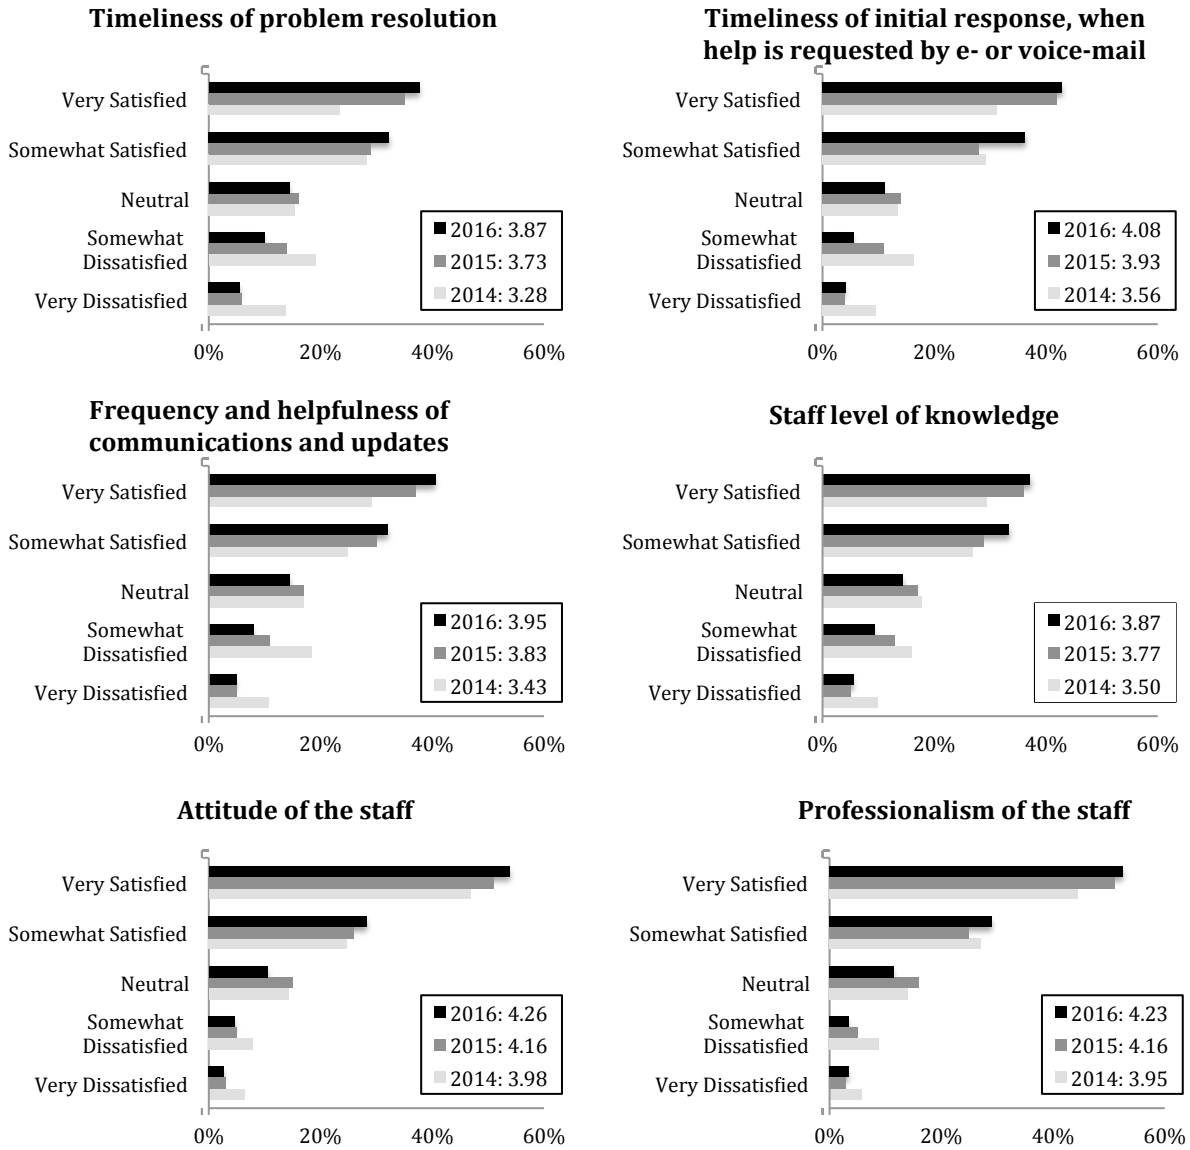 Timeliness of problem resolution
Very Satisfied
Somewhat Satisfied
Neutral
Somewhat
Dissatisfied
Very Dissatisfied
2016: 3.87
2015: 3.73
2014: 3.28
0% 20% 40% 60%
Timeliness of initial response, when
help is requested by e- or voice-mail
Very Satisfied
Somewhat Satisfied
Neutral
Somewhat
Dissatisfied
Very Dissatisfied
2016: 4.08
2015: 3.93
2014: 3.56
0% 20% 40% 60%
Frequency and helpfulness of
communications and updates
Very Satisfied
Somewhat Satisfied
Neutral
Somewhat
Dissatisfied
Very Dissatisfied
2016: 3.95
2015: 3.83
2014: 3.43
0% 20% 40% 60%
Staff level of knowledge
Very Satisfied
Somewhat Satisfied
Neutral
Somewhat
Dissatisfied
Very Dissatisfied
2016: 3.87
2015: 3.77
2014: 3.50
0% 20% 40% 60%
Attitude of the staff
Very Satisfied
Somewhat Satisfied
Neutral
Somewhat
Dissatisfied
Very Dissatisfied
2016: 4.26
2015: 4.16
2014: 3.98
0% 20% 40% 60%
Professionalism of the staff
Very Satisfied
Somewhat Satisfied
Neutral
Somewhat
Dissatisfied
Very Dissatisfied
2016: 4.23
2015: 4.16
2014: 3.95
0% 20% 40% 60%